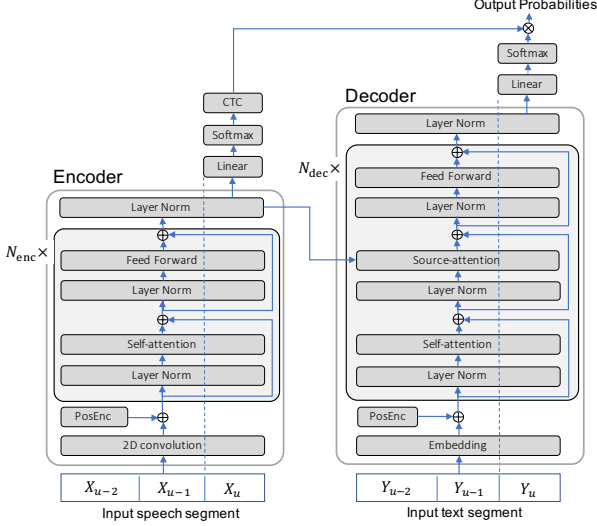 Output Probabilities
Softmax
Linear
CTC
Softmax
Linear
Encoder
Layer Norm
N_enc×
Feed Forward
Layer Norm
Self-attention
Layer Norm
PosEnc
2D convolution
X_{u-2} X_{u-1} X_u
Input speech segment
Decoder
Layer Norm
N_dec×
Feed Forward
Layer Norm
Source-attention
Layer Norm
Self-attention
Layer Norm
PosEnc
Embedding
Y_{u-2} Y_{u-1} Y_u
Input text segment